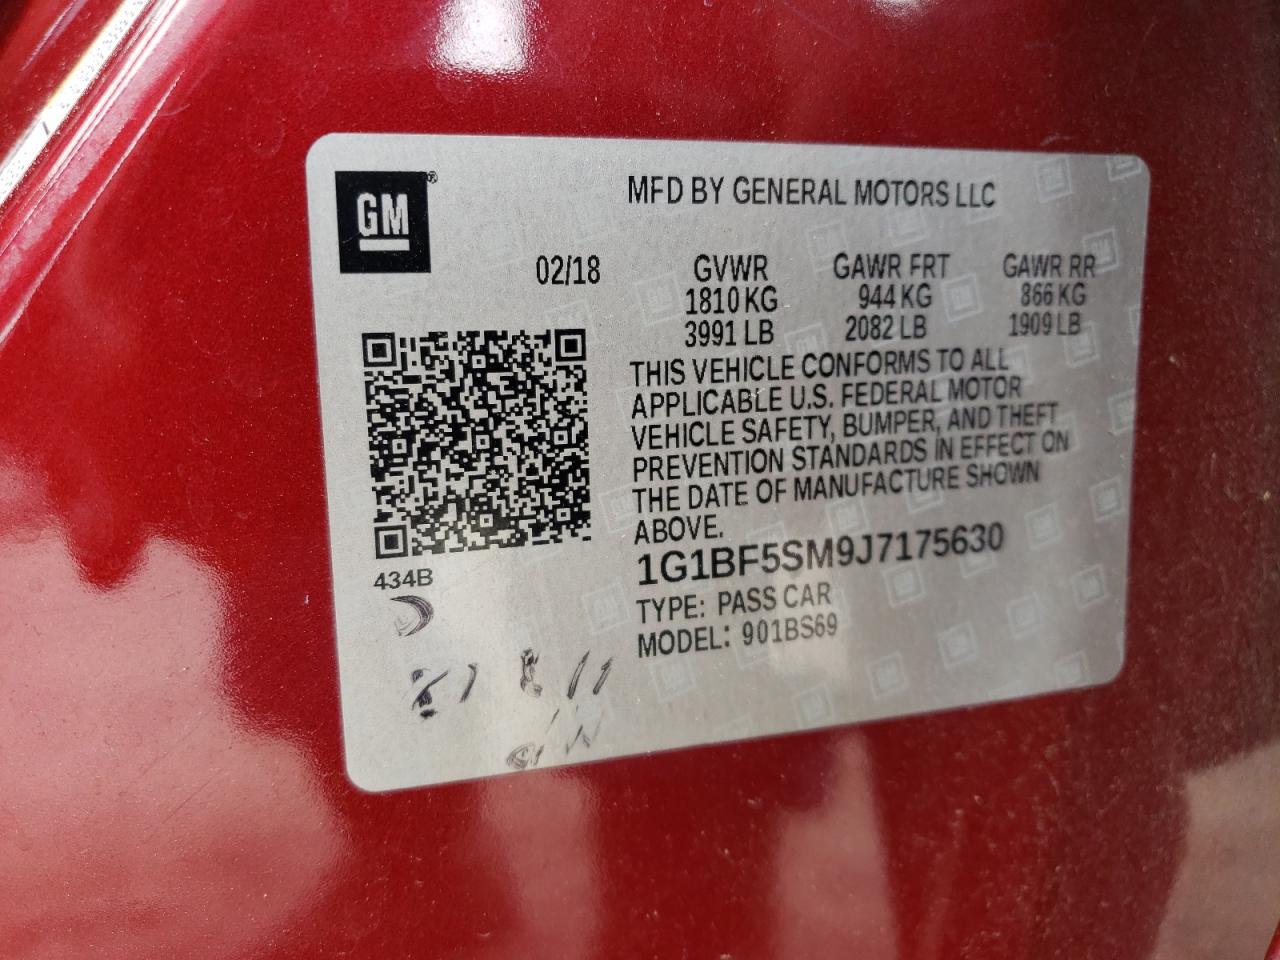 GM®
MFD BY GENERAL MOTORS LLC
02/18
GVWR GAWR FRT GAWR RR
1810 KG 944 KG 866 KG
3991 LB 2082 LB 1909 LB
THIS VEHICLE CONFORMS TO ALL
APPLICABLE U.S. FEDERAL MOTOR
VEHICLE SAFETY, BUMPER, AND THEFT
PREVENTION STANDARDS IN EFFECT ON
THE DATE OF MANUFACTURE SHOWN
ABOVE.
1G1BF5SM9J7175630
TYPE: PASS CAR
MODEL: 901BS69
434B